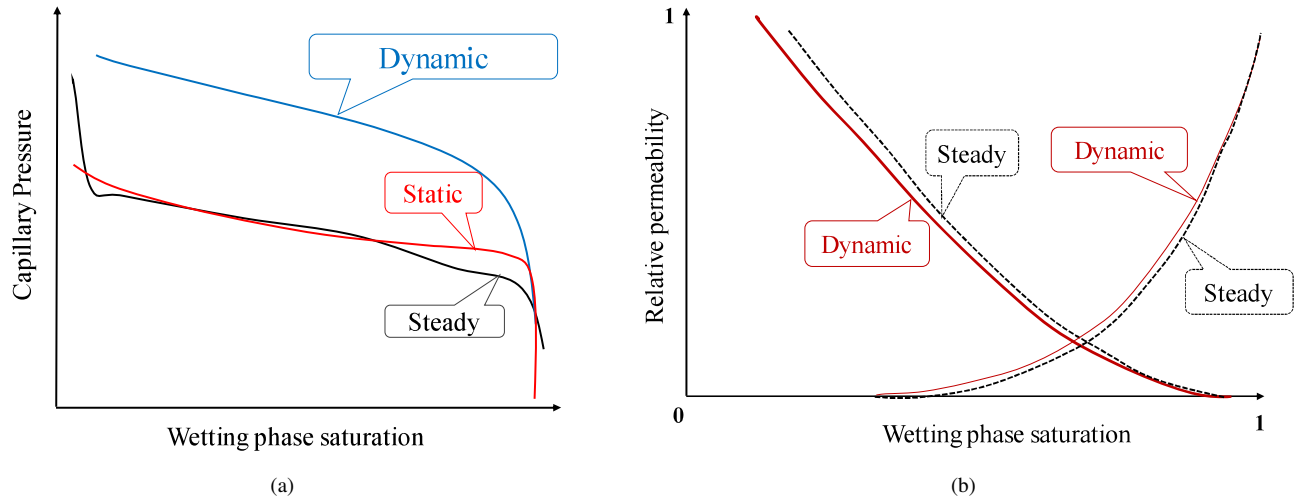 Dynamic
Capillary Pressure
Static
Steady
Wetting phase saturation
(a)
1
Relative permeability
Steady
Dynamic
Dynamic
Steady
0
Wetting phase saturation
1
(b)